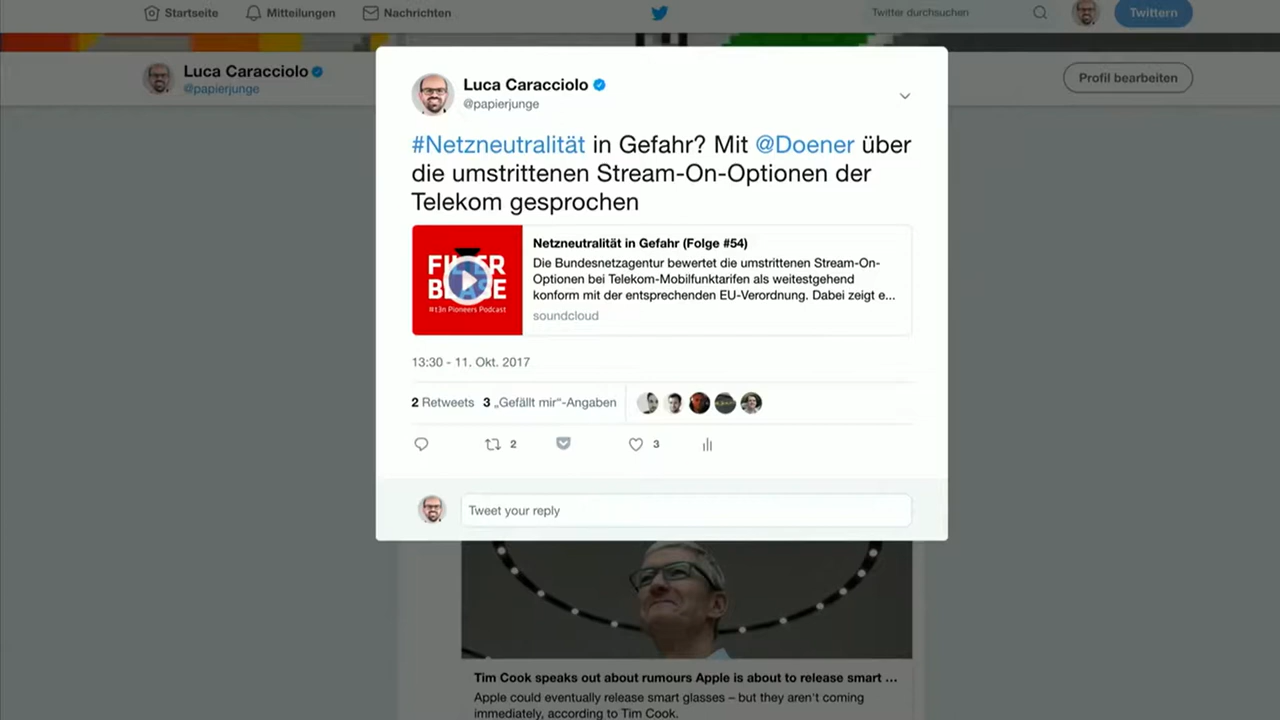 Startseite Mitteilungen Nachrichten Twitter durchsuchen Twittern
Luca Caracciolo
@papierjunge
Profil bearbeiten
Luca Caracciolo
@papierjunge
#Netzneutralität in Gefahr? Mit @Doener über
die umstrittenen Stream-On-Optionen der
Telekom gesprochen
#t3n Pioneers Podcast
Netzneutralität in Gefahr (Folge #54)
Die Bundesnetzagentur bewertet die umstrittenen Stream-On-
Optionen bei Telekom-Mobilfunktarifen als weitestgehend
konform mit der entsprechenden EU-Verordnung. Dabei zeigt e...
soundcloud
13:30 - 11. Okt. 2017
2 Retweets 3 „Gefällt mir“-Angaben
2 3
Tweet your reply
Tim Cook speaks out about rumours Apple is about to release smart ...
Apple could eventually release smart glasses – but they aren't coming
immediately, according to Tim Cook.